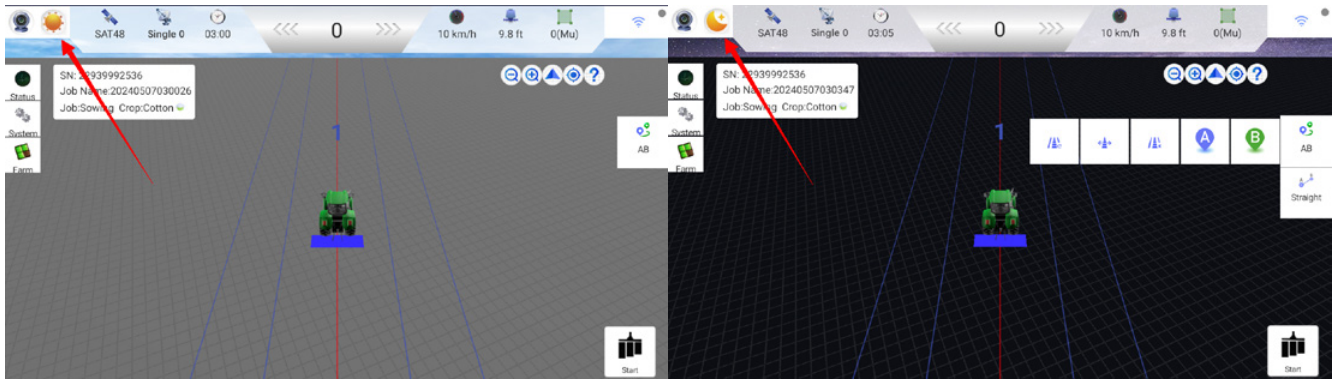 SAT48 Single 0 03:00 0 10 km/h 9.8 ft 0(Mu)
SN: 22939992536
Job Name:20240507030026
Job:Sowing Crop:Cotton
Status
System
Farm
1
AB
Start
SAT48 Single 0 03:05 0 10 km/h 9.8 ft 0(Mu)
SN: 22939992536
Job Name:20240507030347
Job:Sowing Crop:Cotton
Status
System
Farm
1
A
B
AB
Straight
Start